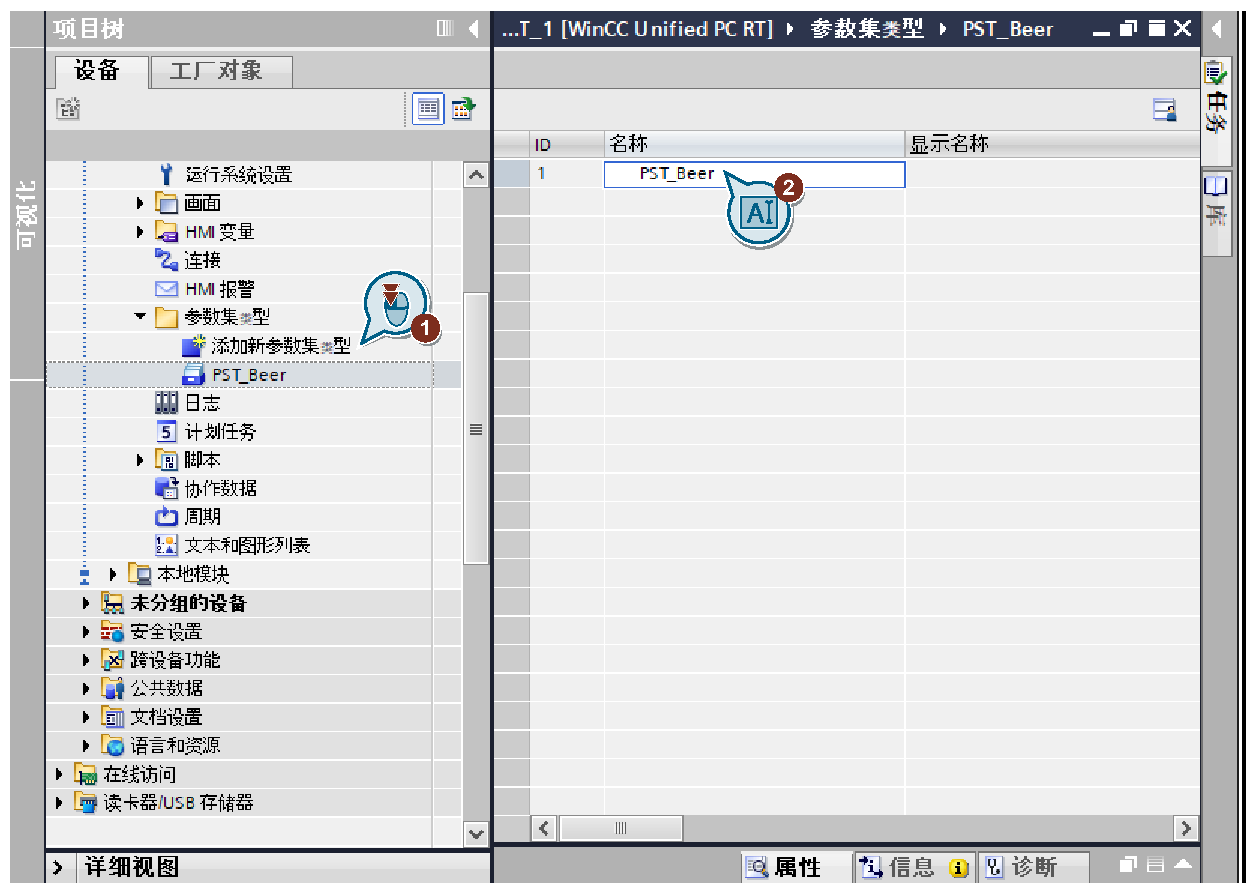 项目树
...T_1 [WinCC Unified PC RT] 参数集类型 PST_Beer
设备 工厂对象
可视化
任务
库
ID 名称 显示名称
1 PST_Beer
2
AI
运行系统设置
画面
HMI 变量
连接
HMI 报警
参数集类型
1
添加新参数集类型
PST_Beer
日志
5 计划任务
脚本
协作数据
周期
文本和图形列表
本地模块
未分组的设备
安全设置
跨设备功能
公共数据
文档设置
语言和资源
在线访问
读卡器/USB 存储器
详细视图
属性 信息 诊断